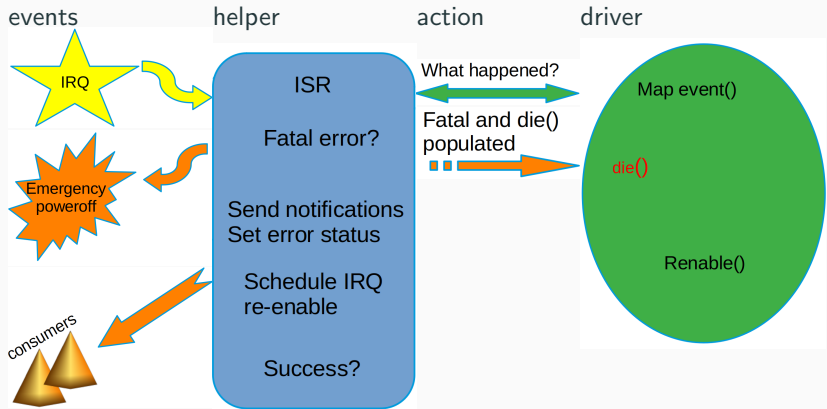 events
helper
action
driver
IRQ
Emergency
poweroff
consumers
ISR
Fatal error?
Send notifications
Set error status
Schedule IRQ
re-enable
Success?
What happened?
Fatal and die()
populated
Map event()
die()
Renable()